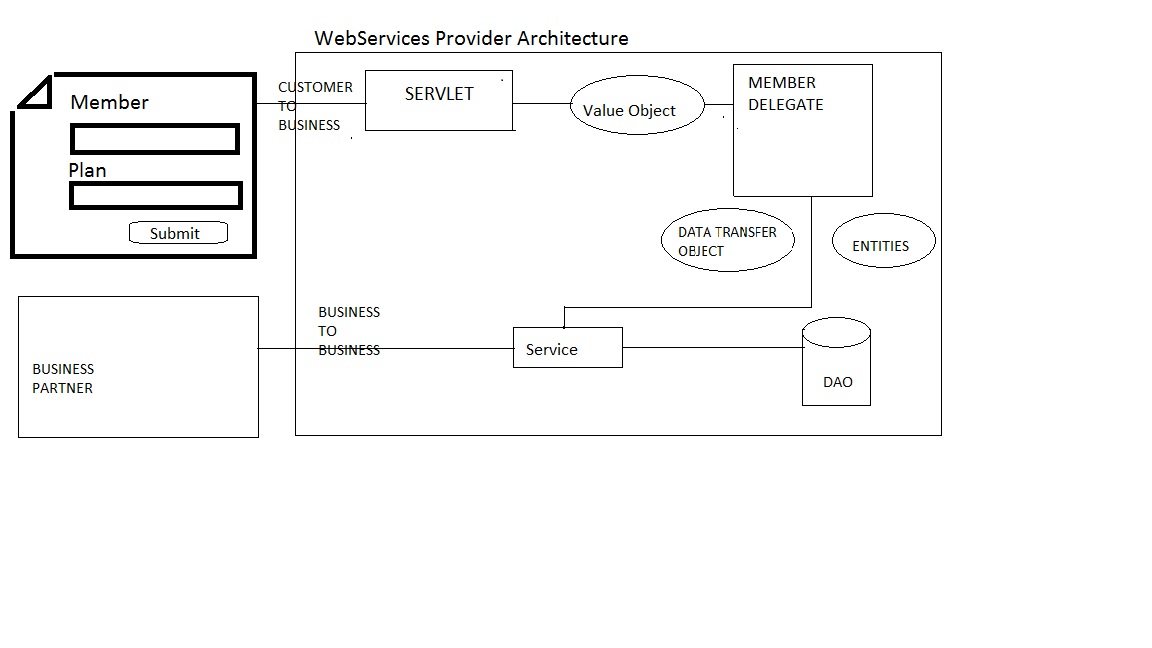 WebServices Provider Architecture
Member
Plan
Submit
CUSTOMER
TO
BUSINESS
SERVLET
Value Object
MEMBER
DELEGATE
DATA TRANSFER
OBJECT
ENTITIES
BUSINESS
PARTNER
BUSINESS
TO
BUSINESS
Service
DAO